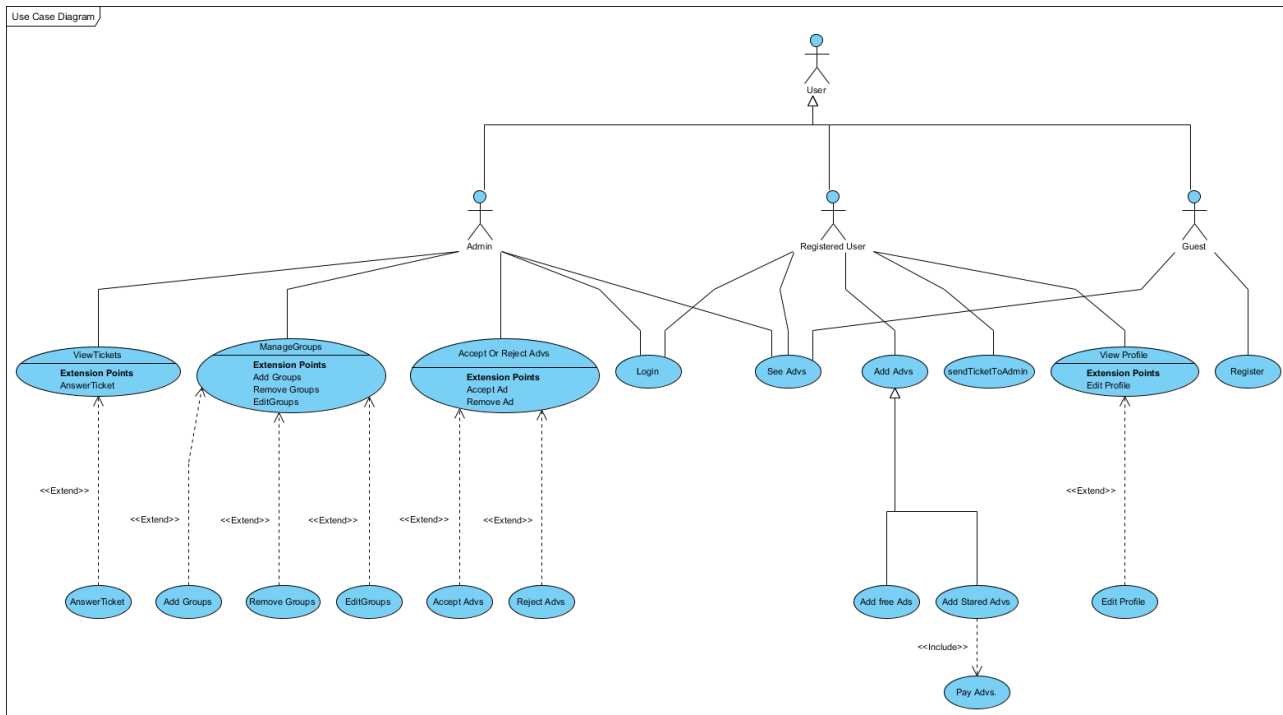 Use Case Diagram
User
Admin
Registered User
Guest
ViewTickets
Extension Points
AnswerTicket
ManageGroups
Extension Points
Add Groups
Remove Groups
EditGroups
Accept Or Reject Advs
Extension Points
Accept Ad
Remove Ad
Login
See Advs
Add Advs
sendTicketToAdmin
View Profile
Extension Points
Edit Profile
Register
<<Extend>>
<<Extend>>
<<Extend>>
<<Extend>>
<<Extend>>
<<Extend>>
<<Extend>>
AnswerTicket
Add Groups
Remove Groups
EditGroups
Accept Advs
Reject Advs
Add free Ads
Add Stared Advs
Edit Profile
<<Include>>
Pay Advs.